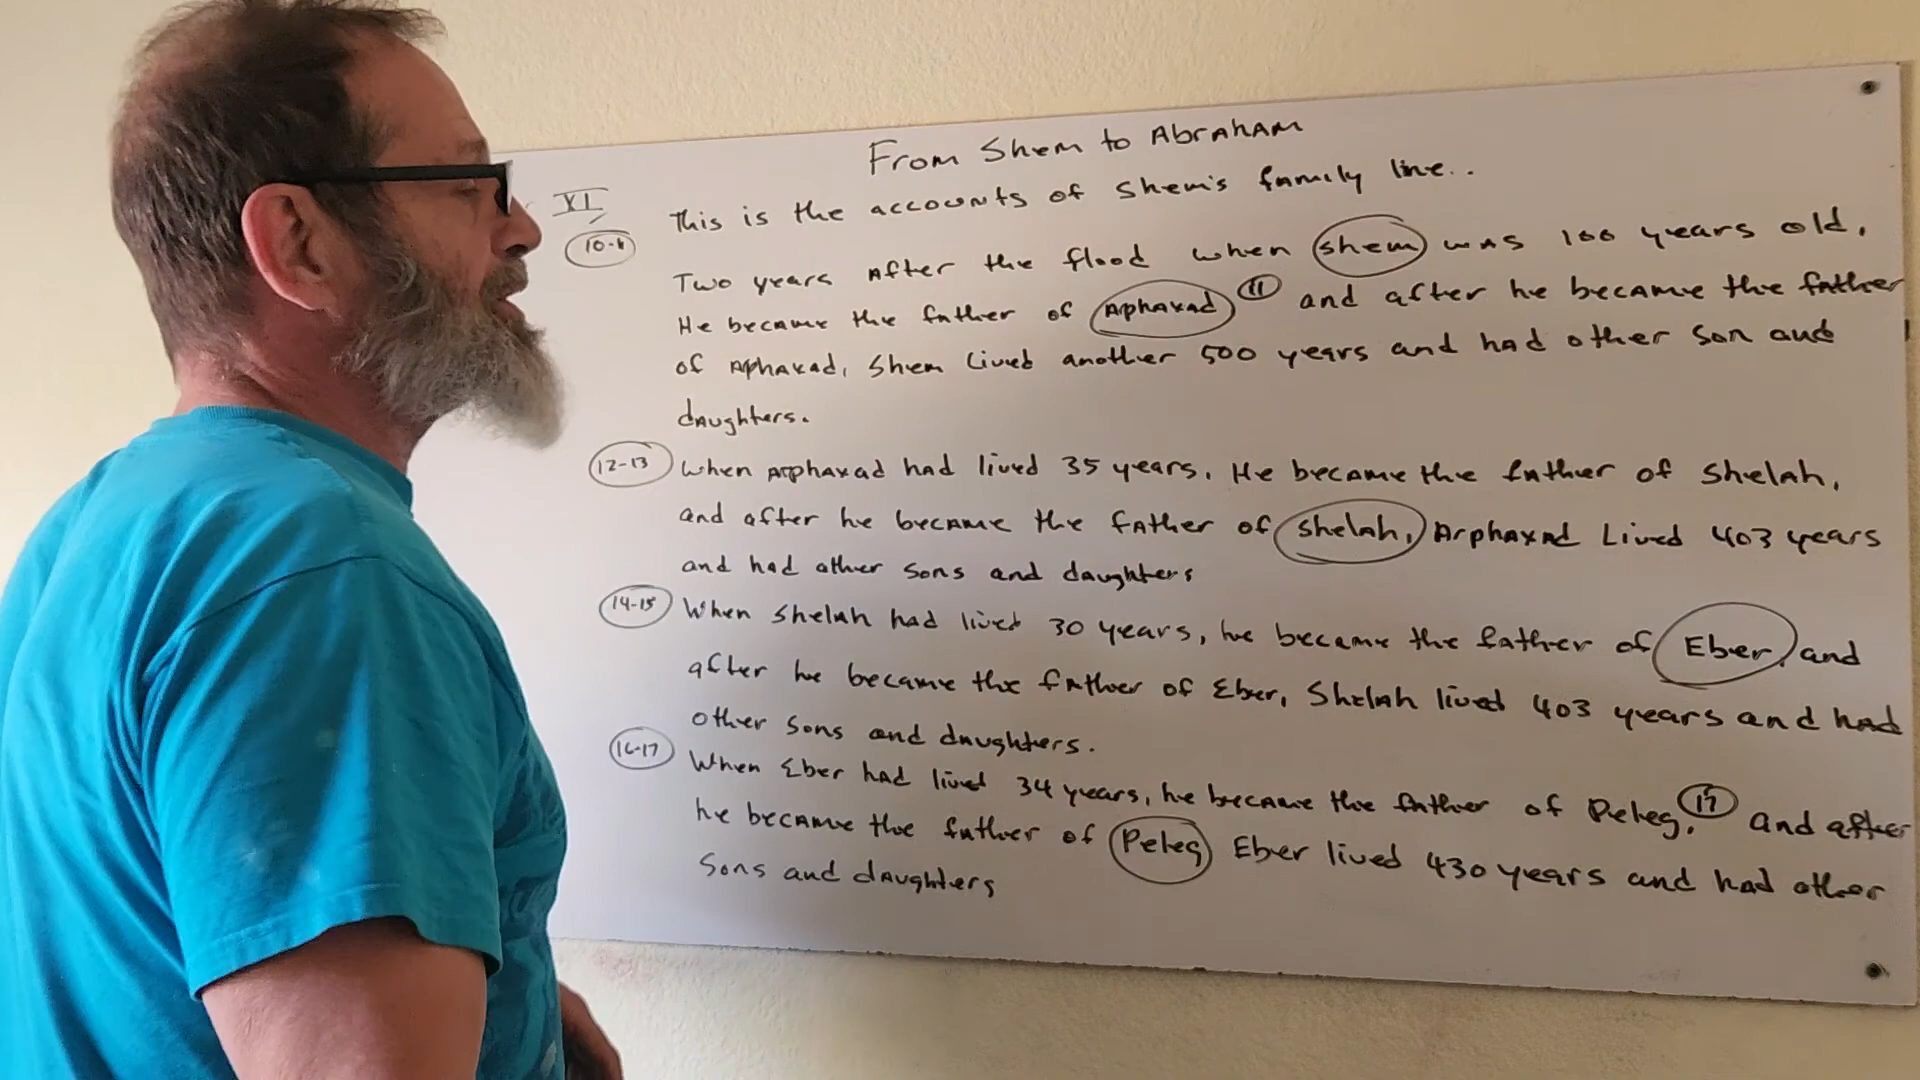 From Shem to Abraham
XI
This is the accounts of Shem's family line..
10-11
Two years After the flood when Shem was 100 years old,
He became the father of Aphaxad 11 and after he became the father
of Aphaxad, Shem Lived another 500 years and had other Son and
daughters.
12-13 When Arphaxad had lived 35 years, He became the father of Shelah,
and after he became the father of Shelah, Arphaxad Lived 403 years
and had other sons and daughters
14-15 When Shelah had lived 30 years, he became the father of Eber, and
after he became the father of Eber, Shelah lived 403 years and had
other sons and daughters.
16-17 When Eber had lived 34 years, he became the father of Peleg, 17 and after
he became the father of Peleg Eber lived 430 years and had other
Sons and daughters